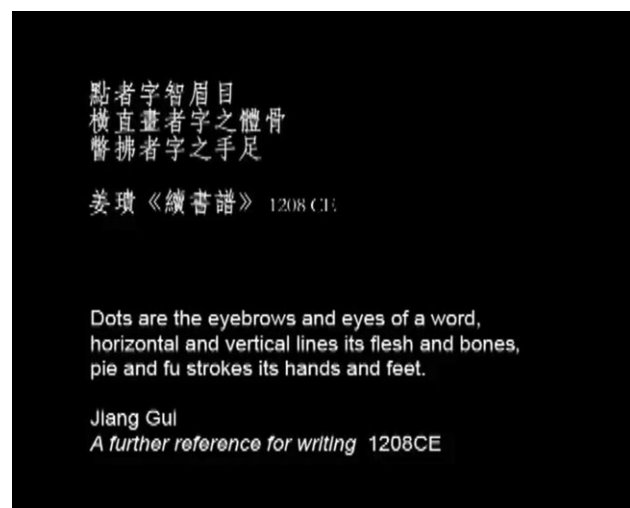 點者字智眉目
橫直畫者字之體骨
幣拂者字之手足
姜瓚《續書譜》 1208 CE
Dots are the eyebrows and eyes of a word,
horizontal and vertical lines its flesh and bones,
pie and fu strokes its hands and feet.
Jiang Gui
A further reference for writing 1208CE